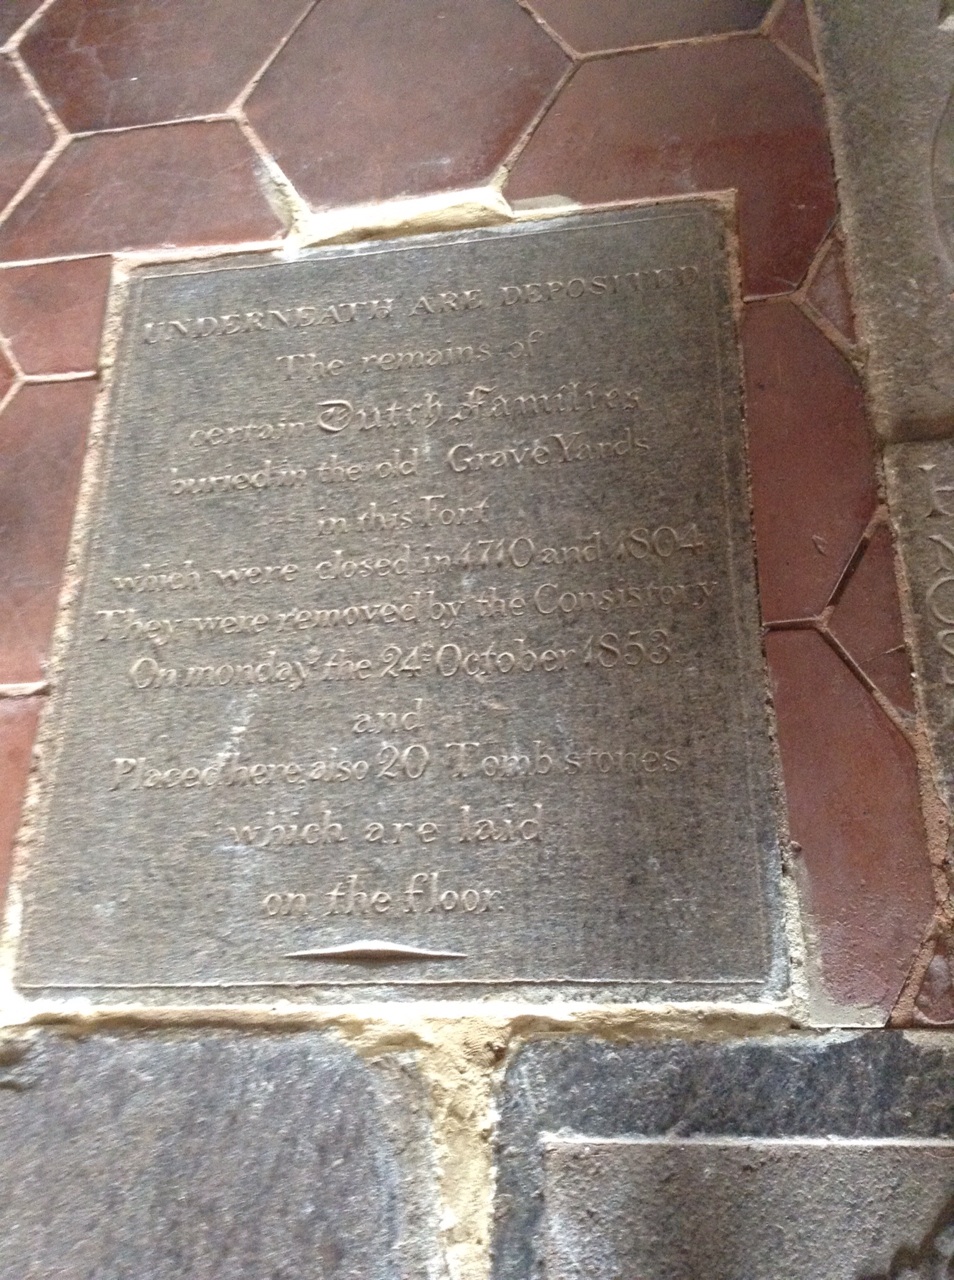 UNDERNEATH ARE DEPOSITED
The remains of
certain Dutch Families
buried in the old Grave Yards
in this Fort
which were closed in 1710 and 1804
They were removed by the Consistory
On monday the 24th October 1853
and
Placed here also 20 Tomb stones
which are laid
on the floor.